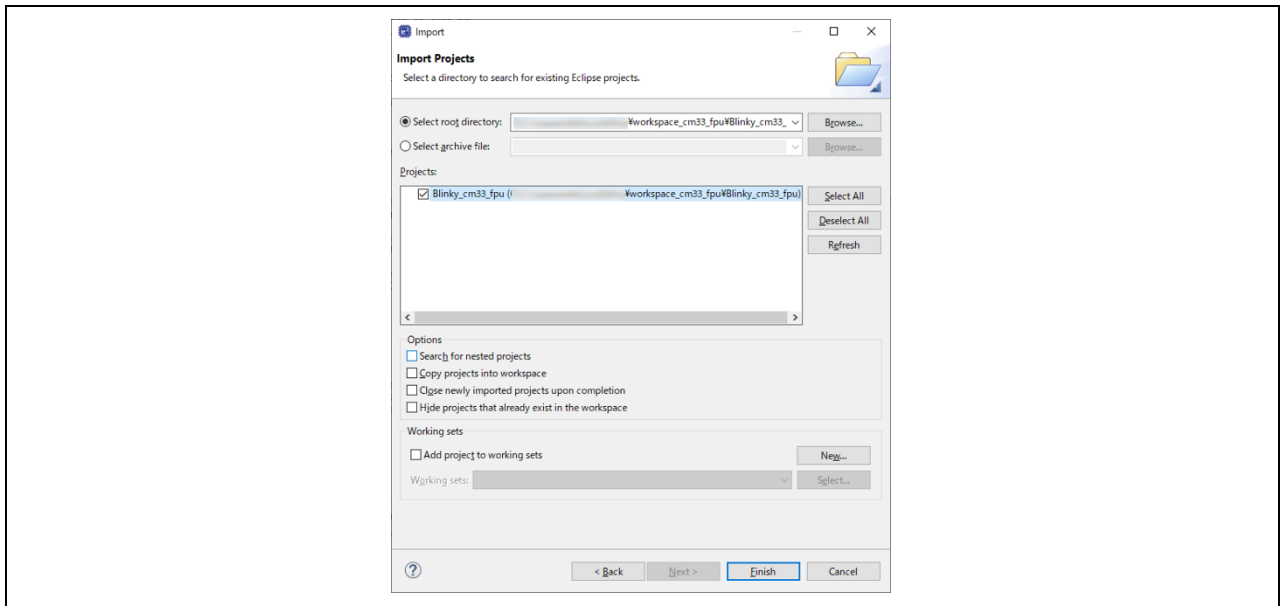 Import
Import Projects
Select a directory to search for existing Eclipse projects.
Select root directory: ¥workspace_cm33_fpu¥Blinky_cm33_ Browse...
Select archive file: Browse...
Projects:
Blinky_cm33_fpu ( ¥workspace_cm33_fpu¥Blinky_cm33_fpu) Select All
Deselect All
Refresh
Options
Search for nested projects
Copy projects into workspace
Close newly imported projects upon completion
Hide projects that already exist in the workspace
Working sets
Add project to working sets New...
Working sets: Select...
? < Back Next > Finish Cancel